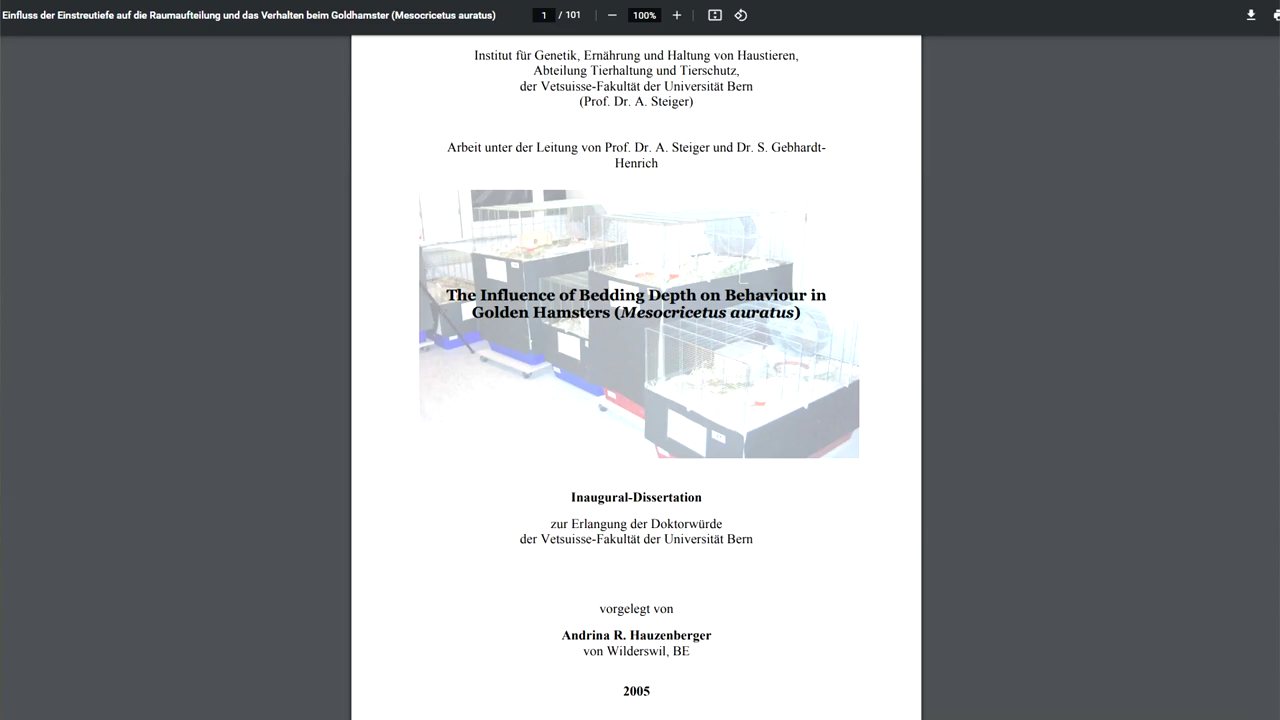 Einfluss der Einstreutiefe auf die Raumaufteilung und das Verhalten beim Goldhamster (Mesocricetus auratus)
1 / 101
100%
Institut für Genetik, Ernährung und Haltung von Haustieren,
Abteilung Tierhaltung und Tierschutz,
der Vetsuisse-Fakultät der Universität Bern
(Prof. Dr. A. Steiger)
Arbeit unter der Leitung von Prof. Dr. A. Steiger und Dr. S. Gebhardt-
Henrich
The Influence of Bedding Depth on Behaviour in
Golden Hamsters (Mesocricetus auratus)
Inaugural-Dissertation
zur Erlangung der Doktorwürde
der Vetsuisse-Fakultät der Universität Bern
vorgelegt von
Andrina R. Hauzenberger
von Wilderswil, BE
2005